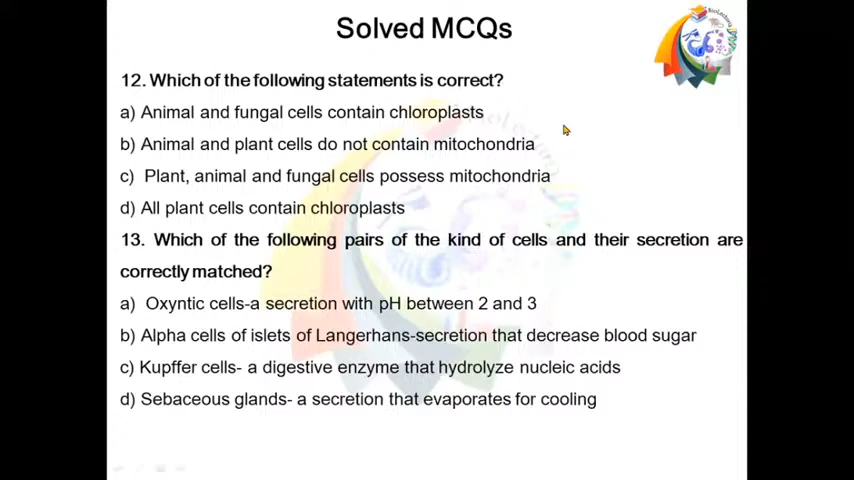 Solved MCQs
BioLectura
12. Which of the following statements is correct?
a) Animal and fungal cells contain chloroplasts
b) Animal and plant cells do not contain mitochondria
c) Plant, animal and fungal cells possess mitochondria
d) All plant cells contain chloroplasts
13. Which of the following pairs of the kind of cells and their secretion are
correctly matched?
a) Oxyntic cells-a secretion with pH between 2 and 3
b) Alpha cells of islets of Langerhans-secretion that decrease blood sugar
c) Kupffer cells- a digestive enzyme that hydrolyze nucleic acids
d) Sebaceous glands- a secretion that evaporates for cooling